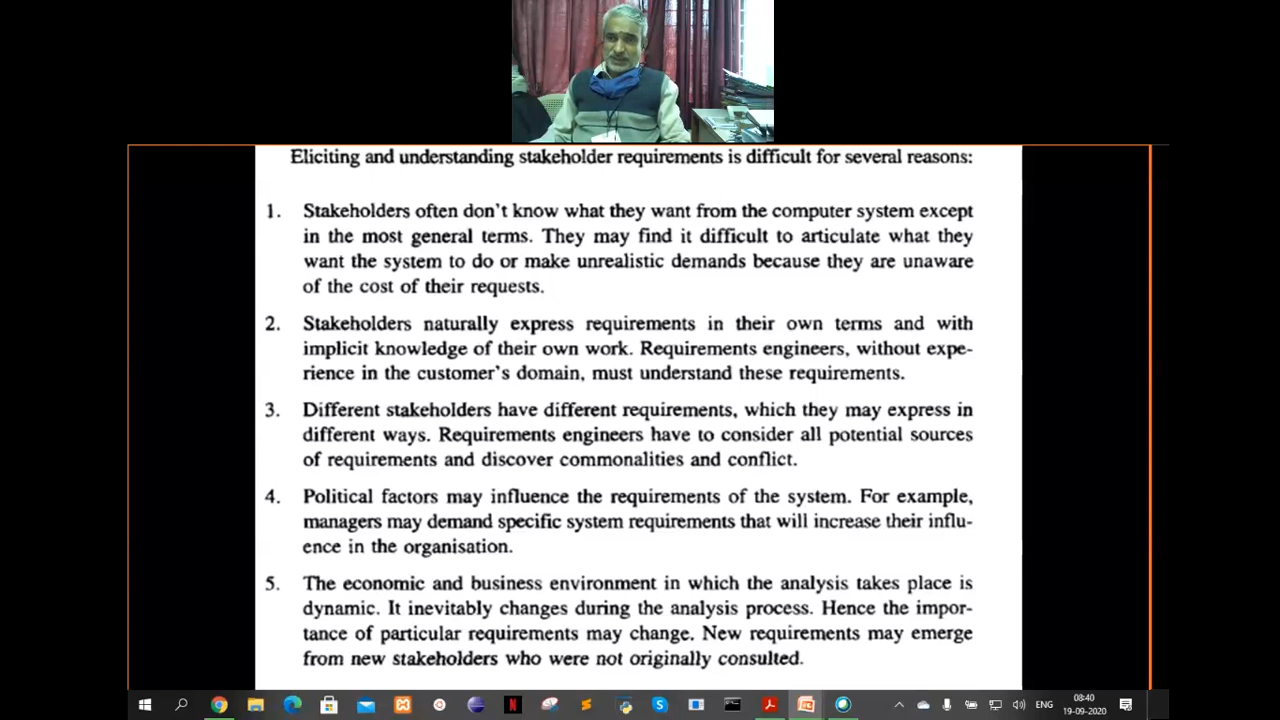 Eliciting and understanding stakeholder requirements is difficult for several reasons:
1. Stakeholders often don't know what they want from the computer system except
in the most general terms. They may find it difficult to articulate what they
want the system to do or make unrealistic demands because they are unaware
of the cost of their requests.
2. Stakeholders naturally express requirements in their own terms and with
implicit knowledge of their own work. Requirements engineers, without expe-
rience in the customer's domain, must understand these requirements.
3. Different stakeholders have different requirements, which they may express in
different ways. Requirements engineers have to consider all potential sources
of requirements and discover commonalities and conflict.
4. Political factors may influence the requirements of the system. For example,
managers may demand specific system requirements that will increase their influ-
ence in the organisation.
5. The economic and business environment in which the analysis takes place is
dynamic. It inevitably changes during the analysis process. Hence the impor-
tance of particular requirements may change. New requirements may emerge
from new stakeholders who were not originally consulted.
ENG
08:40
19-09-2020